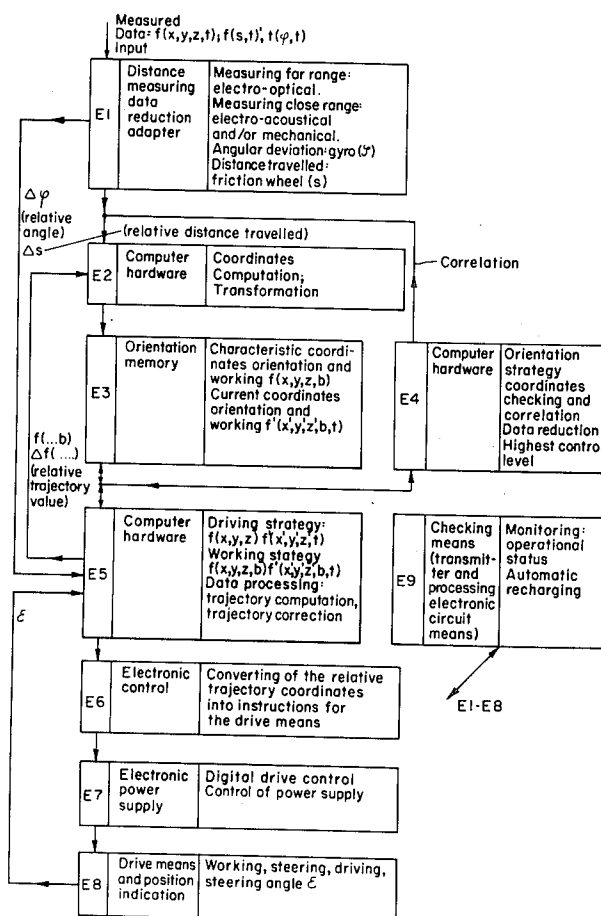 Measured
Data: f(x,y,z,t); f(s,t)', t(φ,t)
Input
E1
Distance
measuring
data
reduction
adapter
Measuring far range:
electro-optical.
Measuring close range:
electro-acoustical
and/or mechanical.
Angular deviation: gyro(ϑ)
Distance travelled:
friction wheel (s)
Δφ
(relative
angle)
Δs
(relative distance travelled)
Correlation
E2
Computer
hardware
Coordinates
Computation;
Transformation
E3
Orientation
memory
Characteristic coordi-
nates orientation and
working f(x,y,z,b)
Current coordinates
orientation and
working f'(x',y',z',b,t)
E4
Computer
hardware
Orientation
strategy
coordinates
checking and
correlation
Data reduction
Highest control
level
f(...b)
Δf(....)
(relative
trajectory
value)
E5
Computer
hardware
Driving strategy:
f(x,y,z) f'(x',y',z',t)
Working stategy
f(x,y,z,b)f'(x',y',z',b,t)
Data processing:
trajectory computation,
trajectory correction
ε
E9
Checking
means
(transmit-
ter and
processing
electronic
circuit
means)
Monitoring:
operational
status
Automatic
recharging
E1-E8
E6
Electronic
control
Converting of the relative
trajectory coordinates
into instructions for
the drive means
E7
Electronic
power
supply
Digital drive control
Control of power supply
E8
Drive means
and position
indication
Working, steering, driving,
steering angle ε